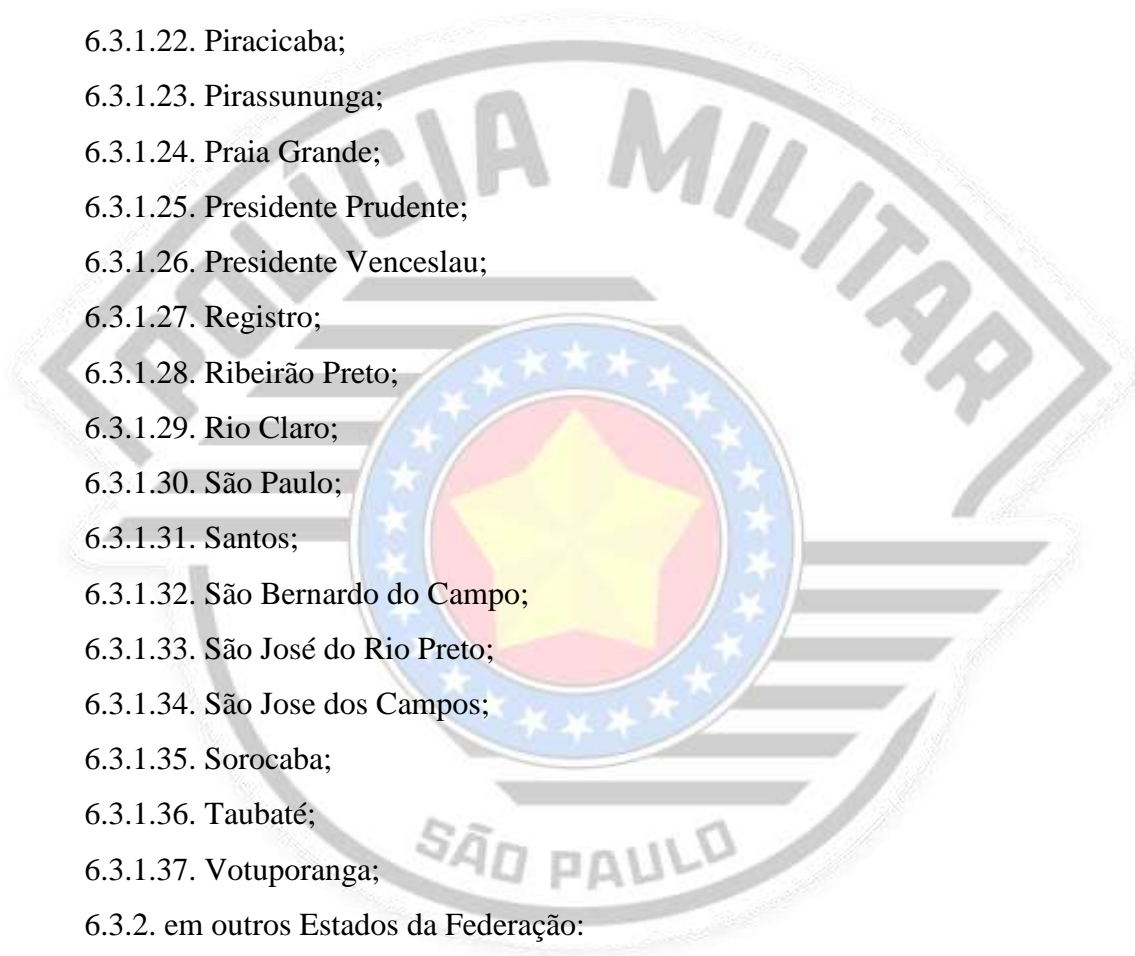 6.3.1.22. Piracicaba;
6.3.1.23. Pirassununga;
6.3.1.24. Praia Grande;
6.3.1.25. Presidente Prudente;
6.3.1.26. Presidente Venceslau;
6.3.1.27. Registro;
6.3.1.28. Ribeirão Preto;
6.3.1.29. Rio Claro;
6.3.1.30. São Paulo;
6.3.1.31. Santos;
6.3.1.32. São Bernardo do Campo;
6.3.1.33. São José do Rio Preto;
6.3.1.34. São Jose dos Campos;
6.3.1.35. Sorocaba;
6.3.1.36. Taubaté;
6.3.1.37. Votuporanga;
6.3.2. em outros Estados da Federação:
POLÍCIA MILITAR
SÃO PAULO